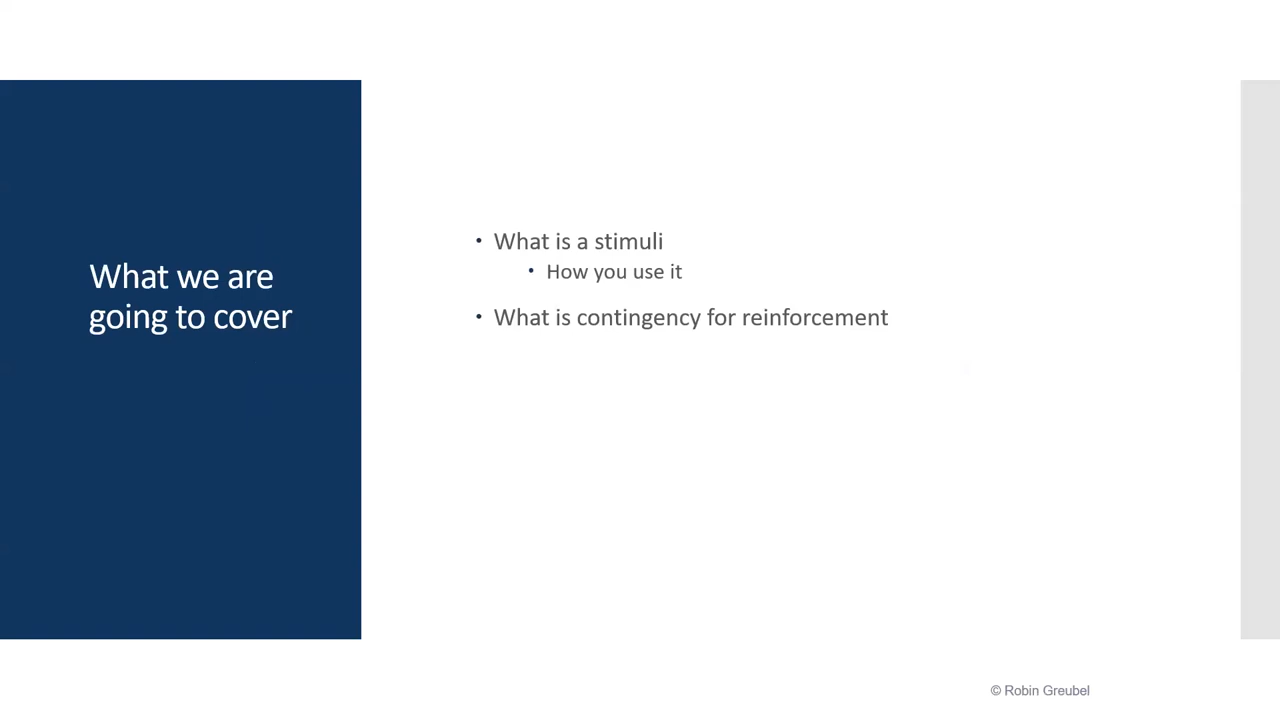 What we are
going to cover
• What is a stimuli
• How you use it
• What is contingency for reinforcement
© Robin Greubel